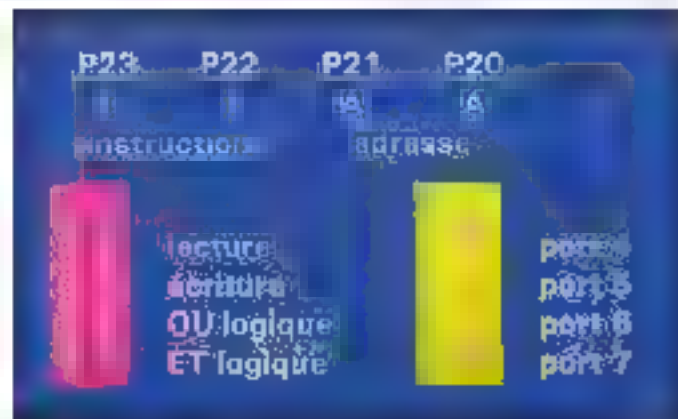 P23 P22 P21 P20
I I A A
instruction adresse
lecture port 4
écriture port 5
OU logique port 6
ET logique port 7